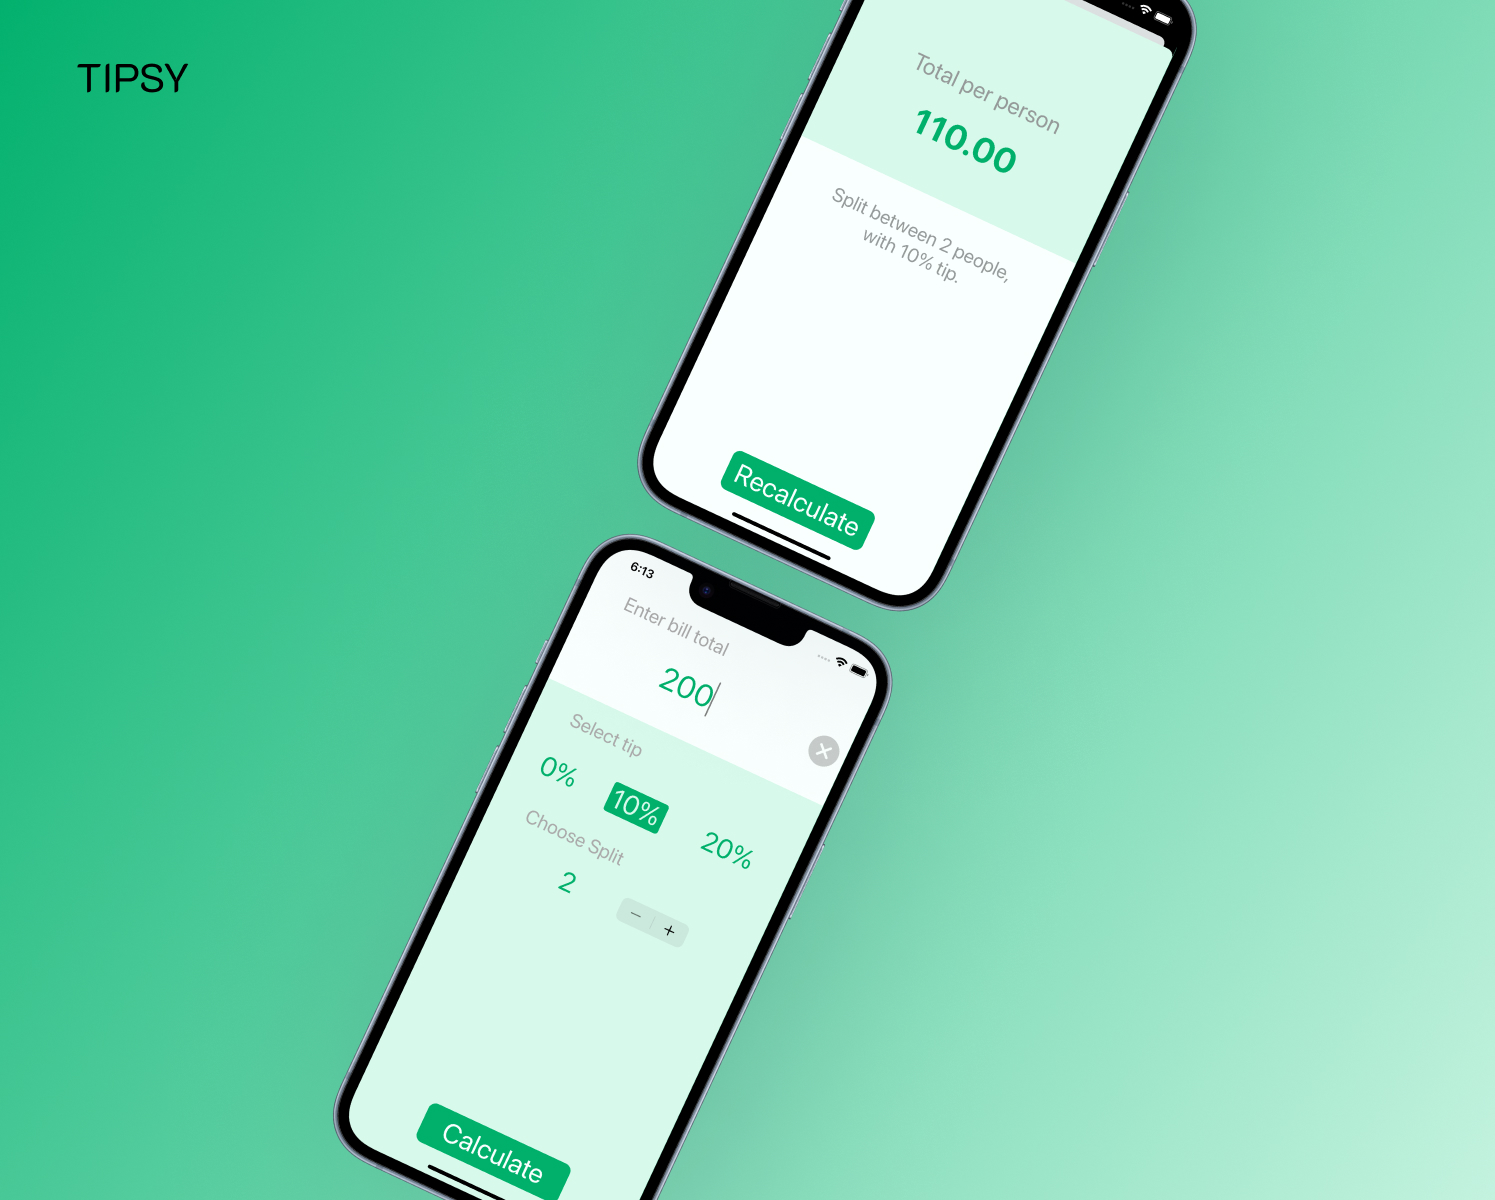 TIPSY
Total per person
110.00
Split between 2 people,
with 10% tip.
Recalculate
6:13
Enter bill total
200
Select tip
0% 10% 20%
Choose Split
2 − +
Calculate